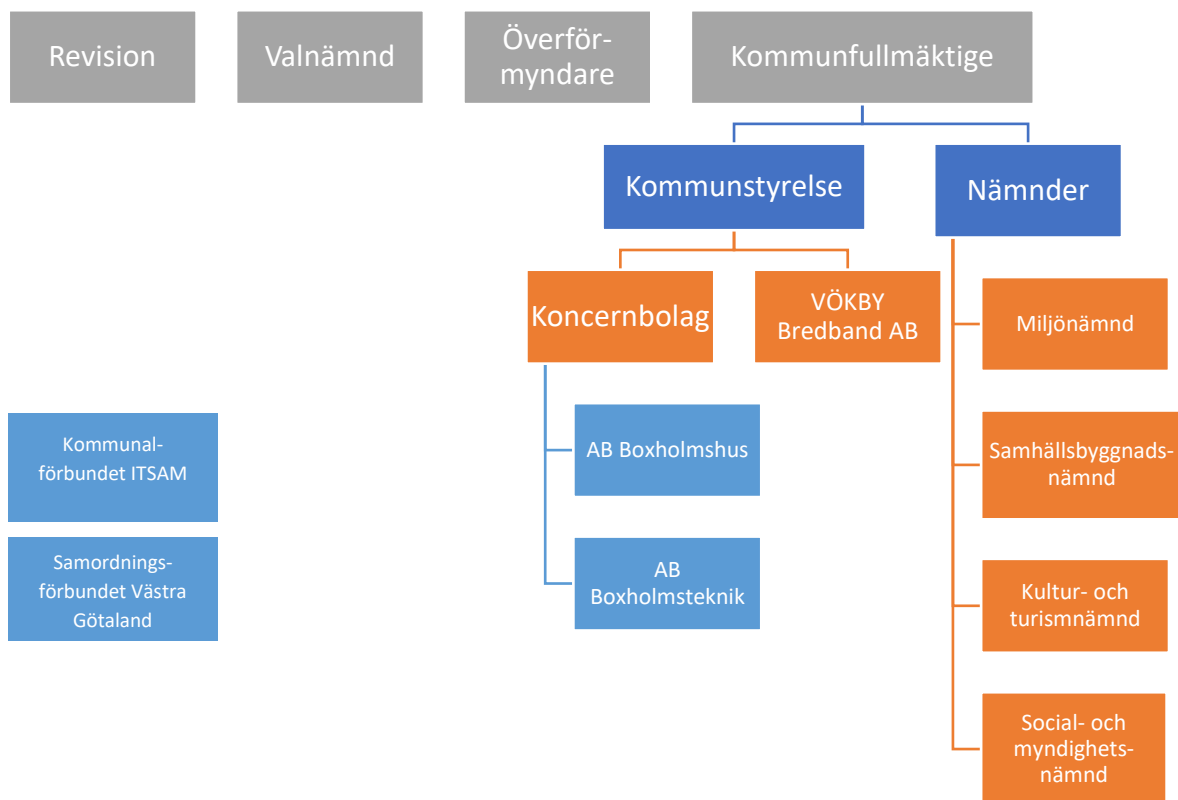 Revision
Valnämnd
Överför-
myndare
Kommunfullmäktige
Kommunstyrelse
Nämnder
Koncernbolag
VÖKBY
Bredband AB
Miljönämnd
Kommunal-
förbundet ITSAM
AB Boxholmshus
Samhällsbyggnads-
nämnd
Samordnings-
förbundet Västra
Götaland
AB
Boxholmsteknik
Kultur- och
turismnämnd
Social- och
myndighets-
nämnd